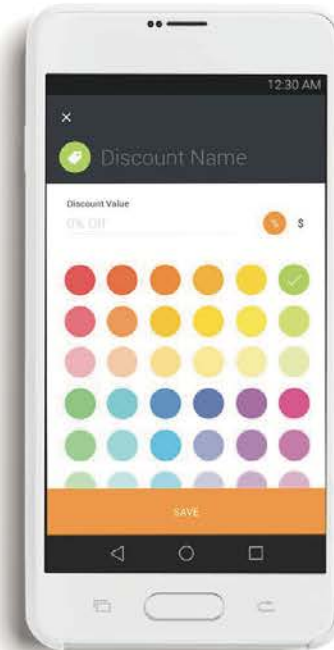 12:30 AM
Discount Name
Discount Value
0% Off
% $
SAVE